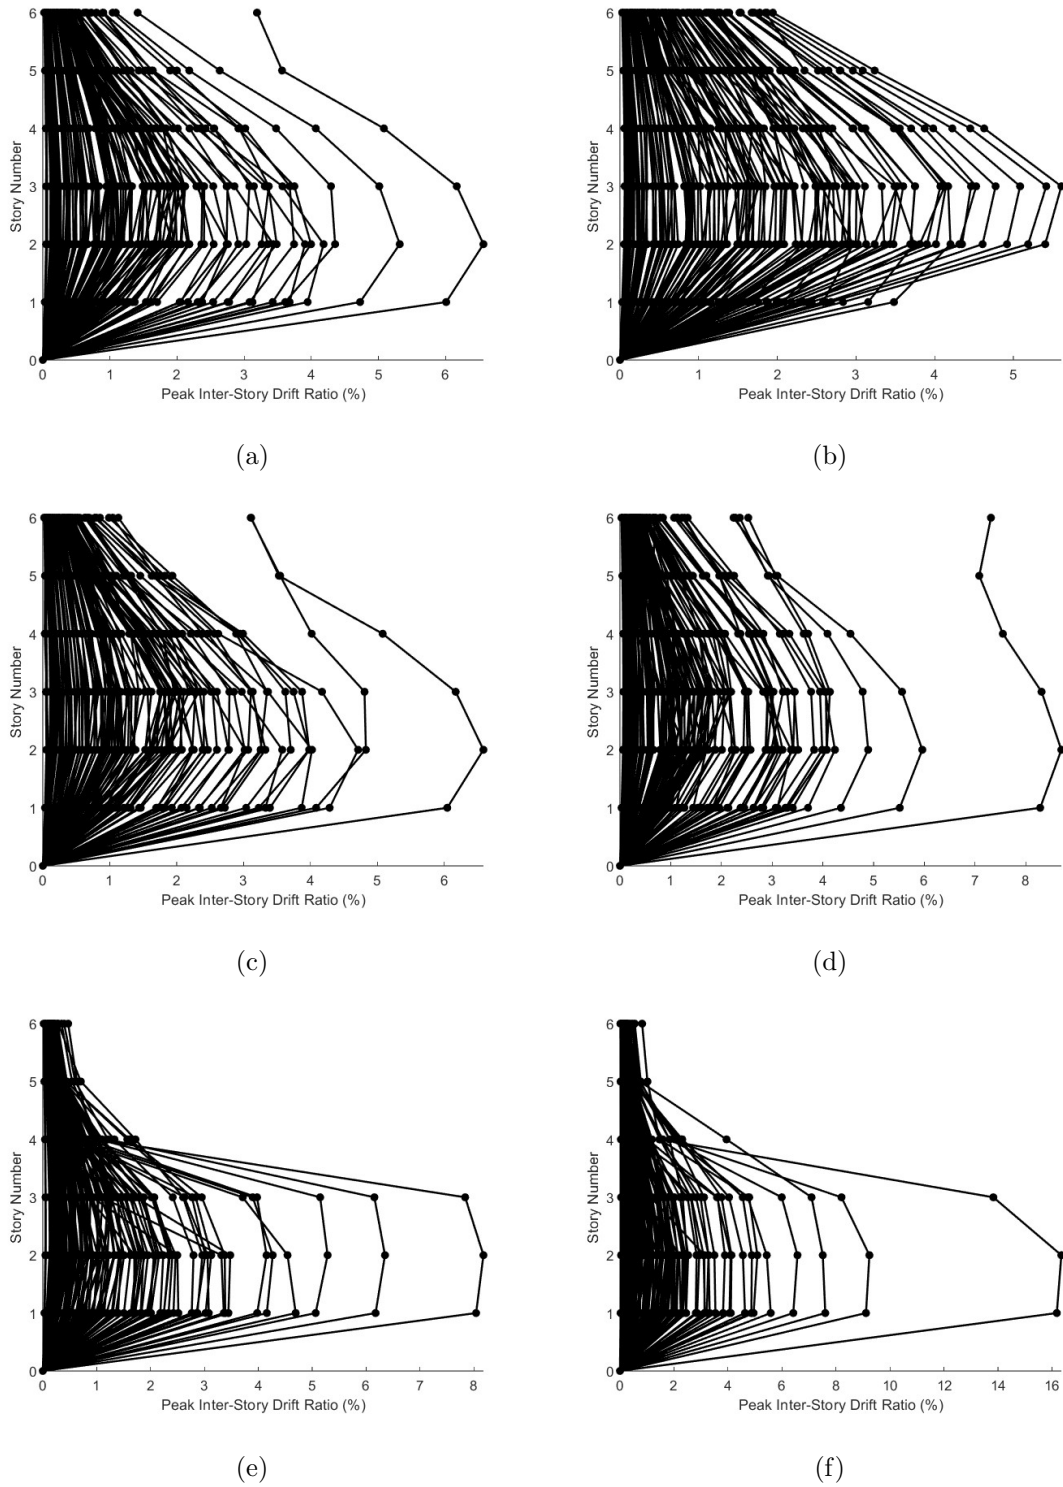 6
5
4
3
2
1
0
Story Number
0 1 2 3 4 5 6
Peak Inter-Story Drift Ratio (%)
(a)
6
5
4
3
2
1
0
Story Number
0 1 2 3 4 5
Peak Inter-Story Drift Ratio (%)
(b)
6
5
4
3
2
1
0
Story Number
0 1 2 3 4 5 6
Peak Inter-Story Drift Ratio (%)
(c)
6
5
4
3
2
1
0
Story Number
0 1 2 3 4 5 6 7 8
Peak Inter-Story Drift Ratio (%)
(d)
6
5
4
3
2
1
0
Story Number
0 1 2 3 4 5 6 7 8
Peak Inter-Story Drift Ratio (%)
(e)
6
5
4
3
2
1
0
Story Number
0 2 4 6 8 10 12 14 16
Peak Inter-Story Drift Ratio (%)
(f)